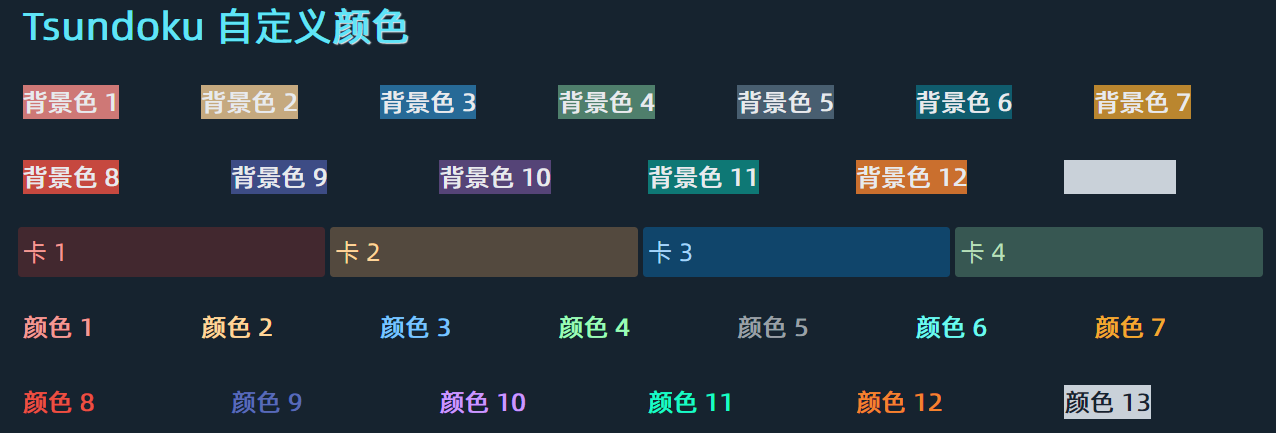 Tsundoku 自定义颜色
背景色 1 背景色 2 背景色 3 背景色 4 背景色 5 背景色 6 背景色 7
背景色 8 背景色 9 背景色 10 背景色 11 背景色 12
卡 1 卡 2 卡 3 卡 4
颜色 1 颜色 2 颜色 3 颜色 4 颜色 5 颜色 6 颜色 7
颜色 8 颜色 9 颜色 10 颜色 11 颜色 12 颜色 13